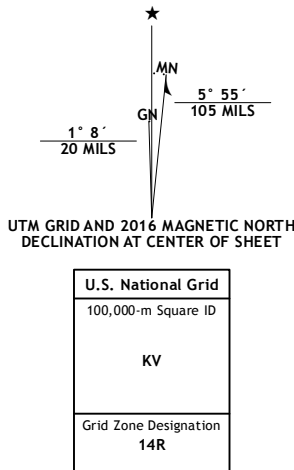 MN
GN
5° 55´
105 MILS
1° 8´
20 MILS
UTM GRID AND 2016 MAGNETIC NORTH
DECLINATION AT CENTER OF SHEET
U.S. National Grid
100,000-m Square ID
KV
Grid Zone Designation
14R